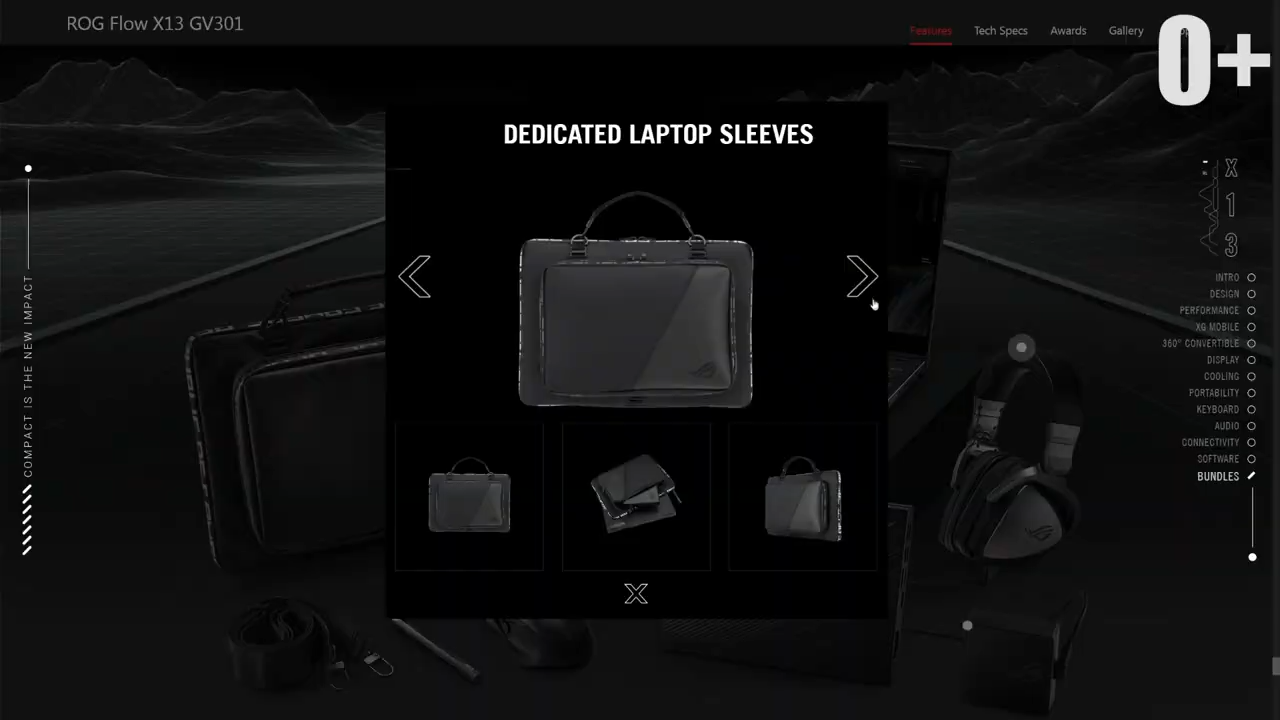 ROG Flow X13 GV301
Features
Tech Specs
Awards
Gallery
0+
DEDICATED LAPTOP SLEEVES
COMPACT IS THE NEW IMPACT
X
1
3
INTRO
DESIGN
PERFORMANCE
XG MOBILE
360° CONVERTIBLE
DISPLAY
COOLING
PORTABILITY
KEYBOARD
AUDIO
CONNECTIVITY
SOFTWARE
BUNDLES
X